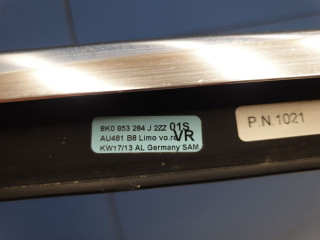 8K0 853 284 J 2ZZ 01S
AU481 B8 Limo vo.re
VR
KW17/13 AL Germany SAM
P.N.1021